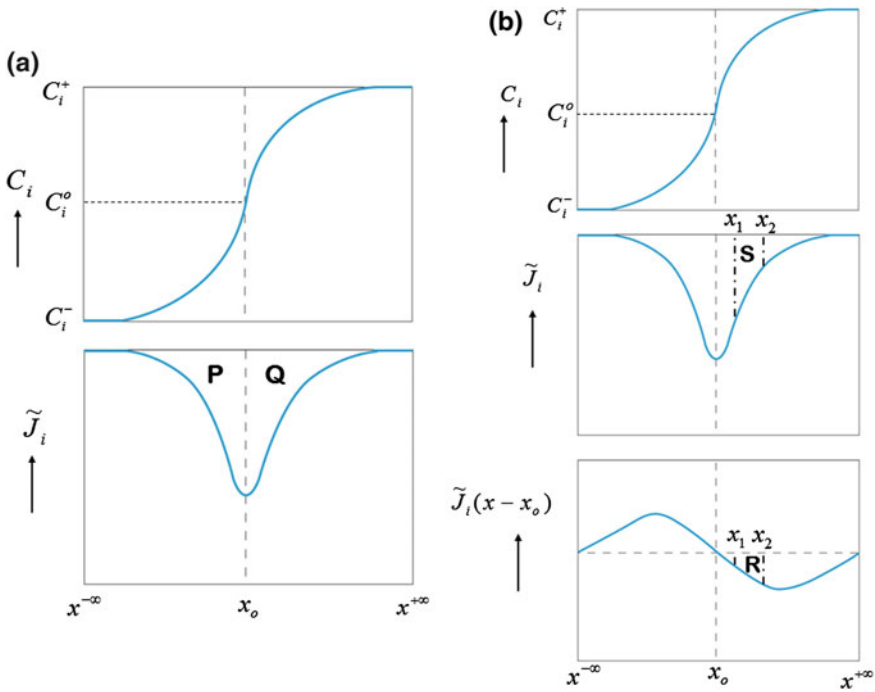 (a)
C_i^+
C_i
C_i^o
C_i^-
P Q
J̃_i
x^{-∞} x_o x^{+∞}
(b)
C_i^+
C_i
C_i^o
C_i^-
x_1 x_2
S
J̃_i
J̃_i(x − x_o)
x_1 x_2
R
x^{-∞} x_o x^{+∞}